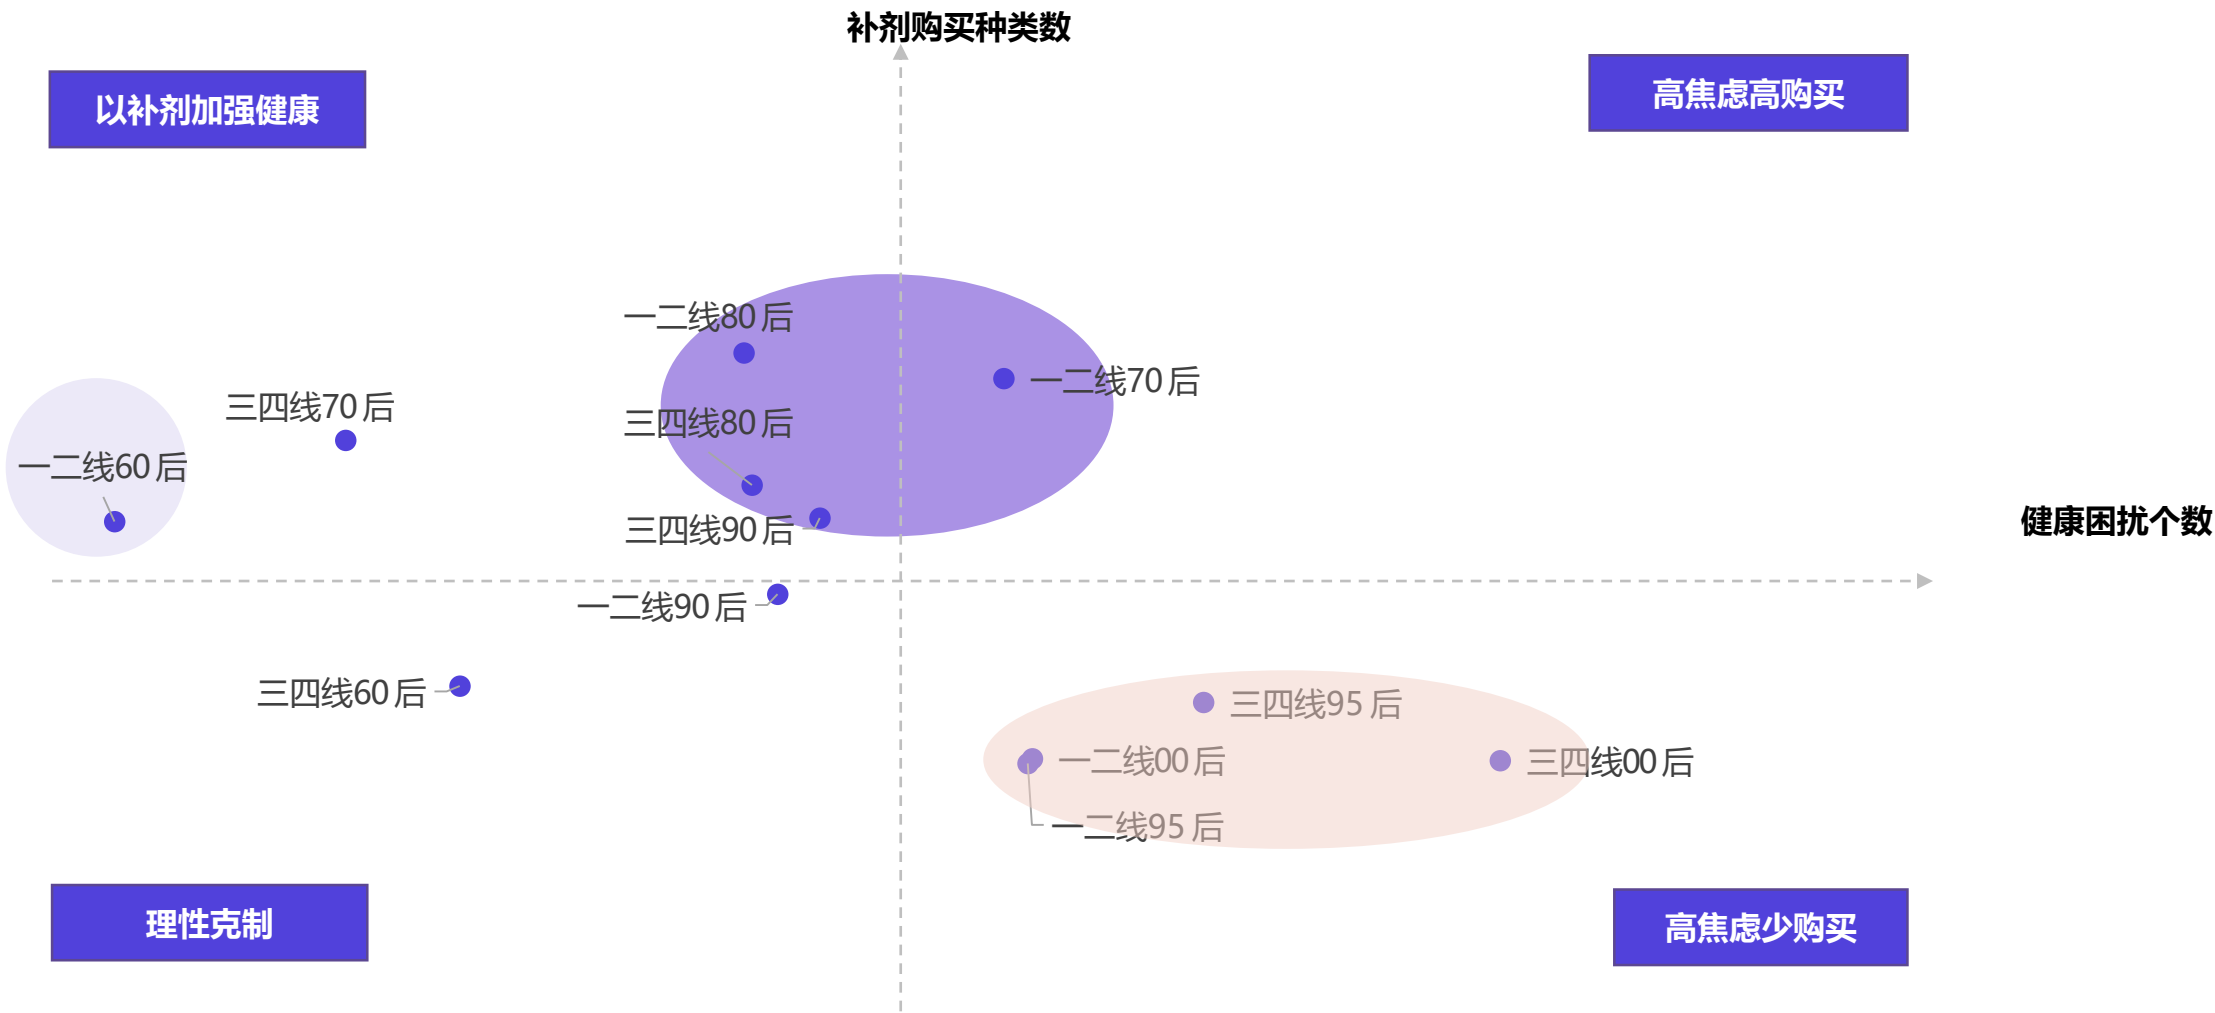 补剂购买种类数
高焦虑高购买
以补剂加强健康
一二线80后
一二线70后
三四线70后
三四线80后
一二线60后
三四线90后
健康困扰个数
一二线90后
三四线60后
三四线95后
一二线00后
三四线00后
一二线95后
理性克制
高焦虑少购买